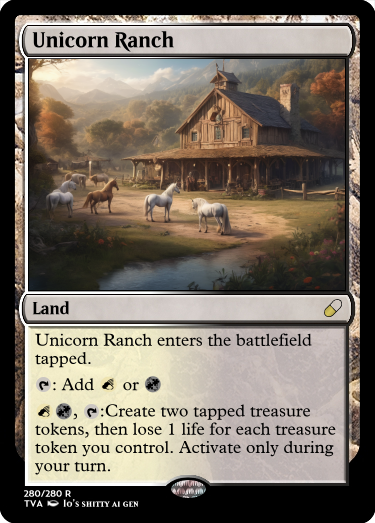 Unicorn Ranch
Land
Unicorn Ranch enters the battlefield
tapped.
: Add or
, :Create two tapped treasure
tokens, then lose 1 life for each treasure
token you control. Activate only during
your turn.
280/280 R
TVA Io's SHITTY AI GEN